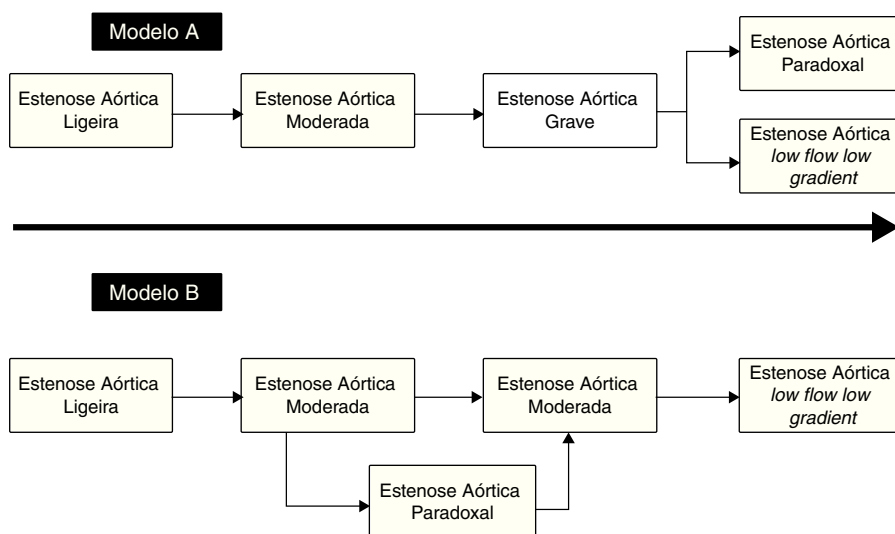 Modelo A
Estenose Aórtica
Ligeira
Estenose Aórtica
Moderada
Estenose Aórtica
Grave
Estenose Aórtica
Paradoxal
Estenose Aórtica
low flow low
gradient
Modelo B
Estenose Aórtica
Ligeira
Estenose Aórtica
Moderada
Estenose Aórtica
Moderada
Estenose Aórtica
low flow low
gradient
Estenose Aórtica
Paradoxal